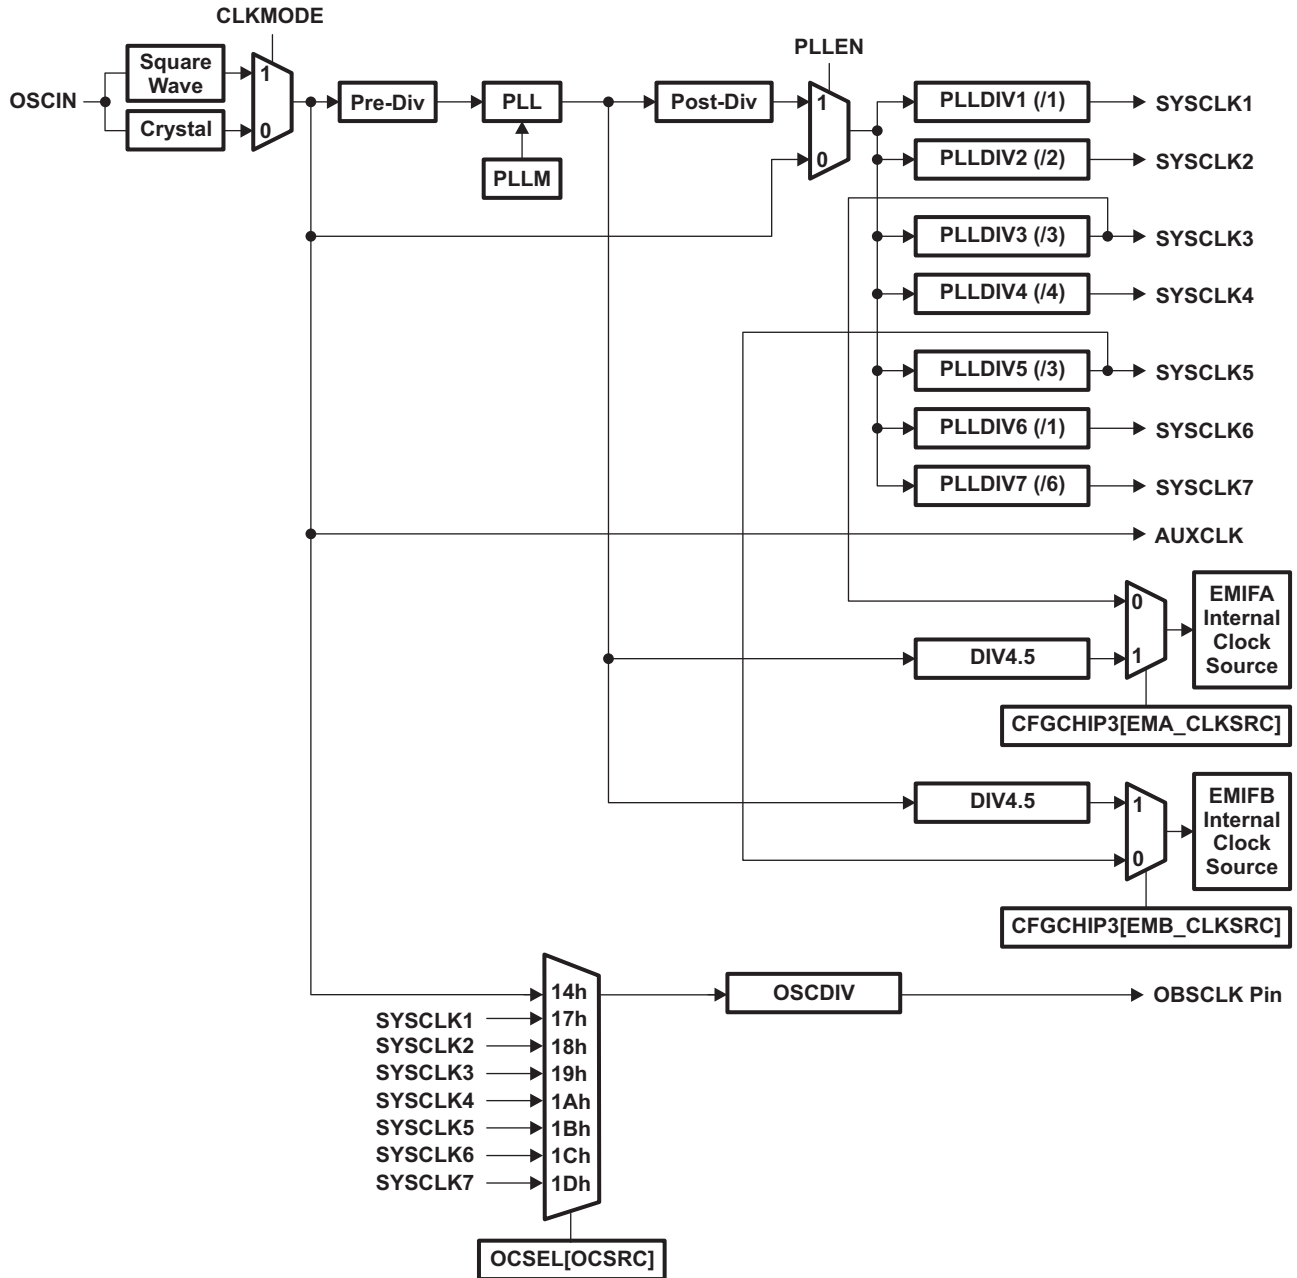 CLKMODE
PLLEN
OSCIN
Square
Wave
Crystal
1
0
Pre-Div
PLL
PLLM
Post-Div
1
0
PLLDIV1 (/1)
SYSCLK1
PLLDIV2 (/2)
SYSCLK2
PLLDIV3 (/3)
SYSCLK3
PLLDIV4 (/4)
SYSCLK4
PLLDIV5 (/3)
SYSCLK5
PLLDIV6 (/1)
SYSCLK6
PLLDIV7 (/6)
SYSCLK7
AUXCLK
DIV4.5
0
1
EMIFA
Internal
Clock
Source
CFGCHIP3[EMA_CLKSRC]
DIV4.5
1
0
EMIFB
Internal
Clock
Source
CFGCHIP3[EMB_CLKSRC]
14h
SYSCLK1
17h
SYSCLK2
18h
SYSCLK3
19h
SYSCLK4
1Ah
SYSCLK5
1Bh
SYSCLK6
1Ch
SYSCLK7
1Dh
OSCDIV
OBSCLK Pin
OCSEL[OCSRC]